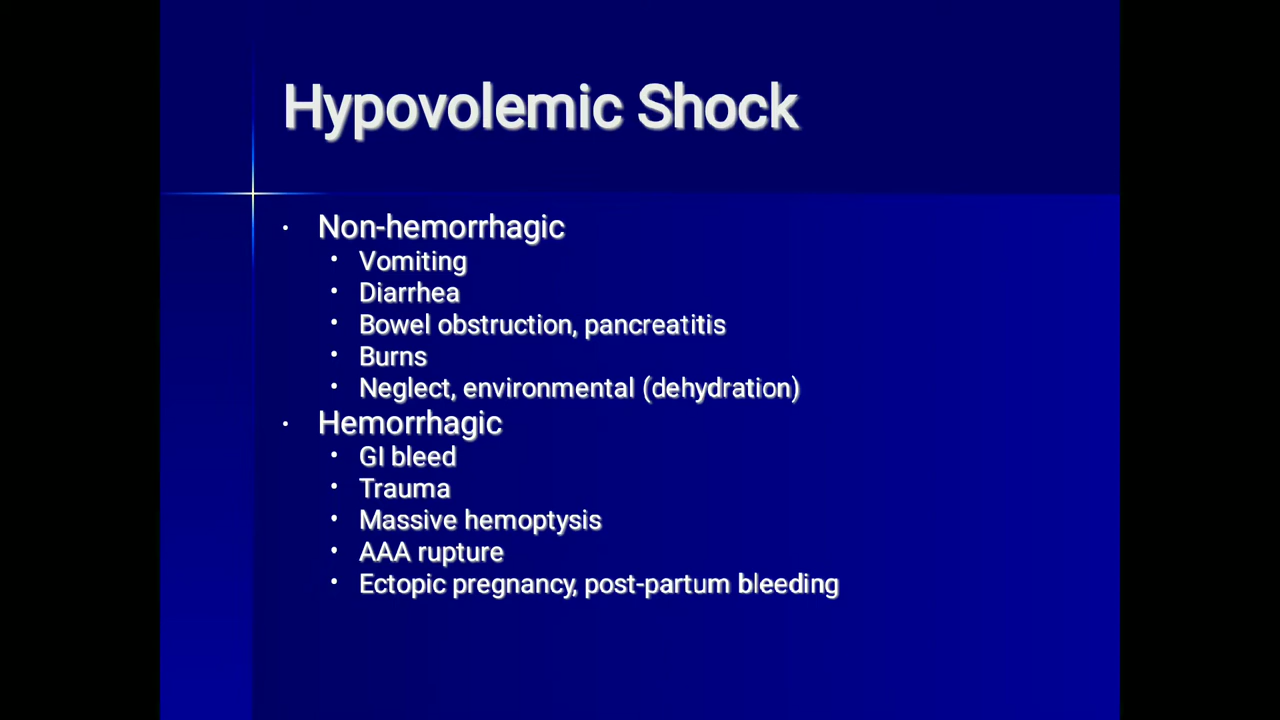 Hypovolemic Shock
• Non-hemorrhagic
• Vomiting
• Diarrhea
• Bowel obstruction, pancreatitis
• Burns
• Neglect, environmental (dehydration)
• Hemorrhagic
• GI bleed
• Trauma
• Massive hemoptysis
• AAA rupture
• Ectopic pregnancy, post-partum bleeding